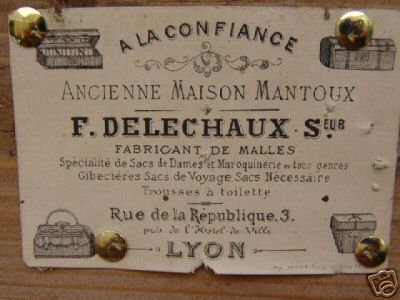 A LA CONFIANCE
ANCIENNE MAISON MANTOUX
F. DELECHAUX SEUR
FABRICANT DE MALLES
Spécialité de Sacs de Dames et Maroquinerie en tous genres
Gibecières Sacs de Voyage, Sacs Nécessaire
Trousses à toilette
Rue de la République, 3.
près de l'Hôtel-de-Ville
LYON